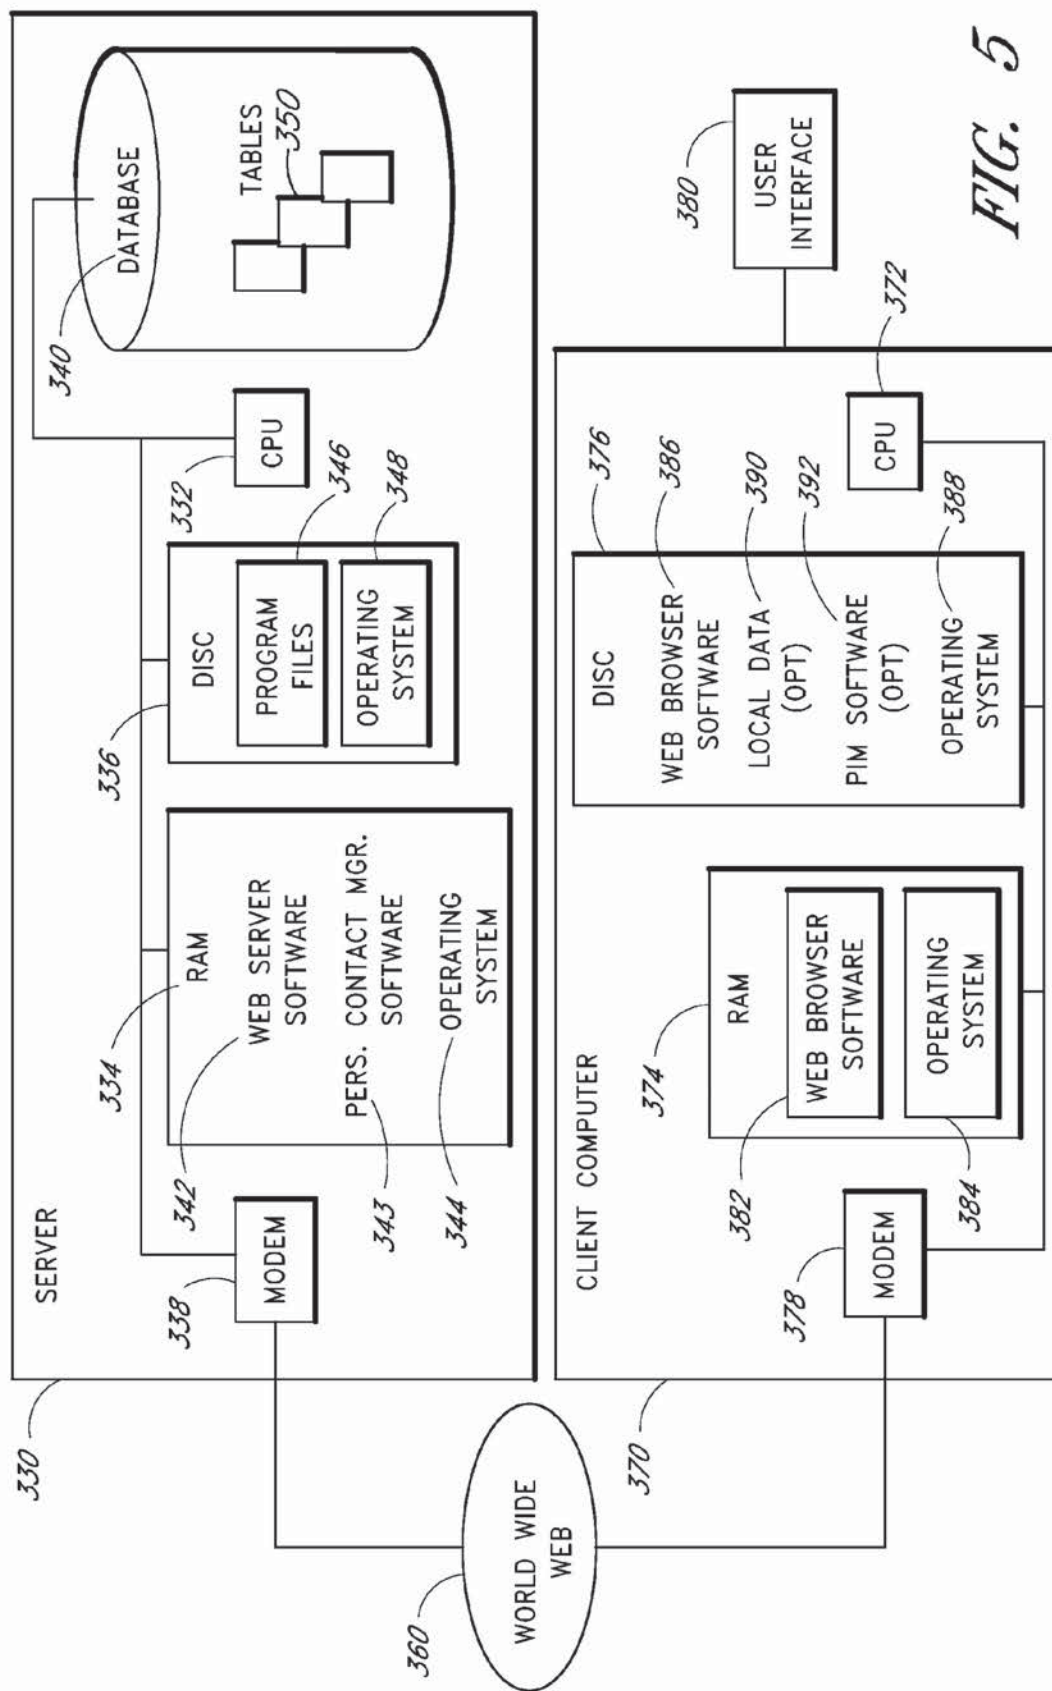 SERVER
330
MODEM
338
RAM
334
WEB SERVER
SOFTWARE
342
PERS. CONTACT MGR.
SOFTWARE
343
OPERATING
SYSTEM
344
DISC
336
PROGRAM
FILES
346
OPERATING
SYSTEM
348
CPU
332
DATABASE
340
TABLES
350
WORLD WIDE
WEB
360
CLIENT COMPUTER
370
MODEM
378
RAM
374
WEB BROWSER
SOFTWARE
382
OPERATING
SYSTEM
384
DISC
376
WEB BROWSER
SOFTWARE
386
LOCAL DATA
(OPT)
390
PIM SOFTWARE
(OPT)
392
OPERATING
SYSTEM
388
CPU
372
USER
INTERFACE
380
FIG. 5